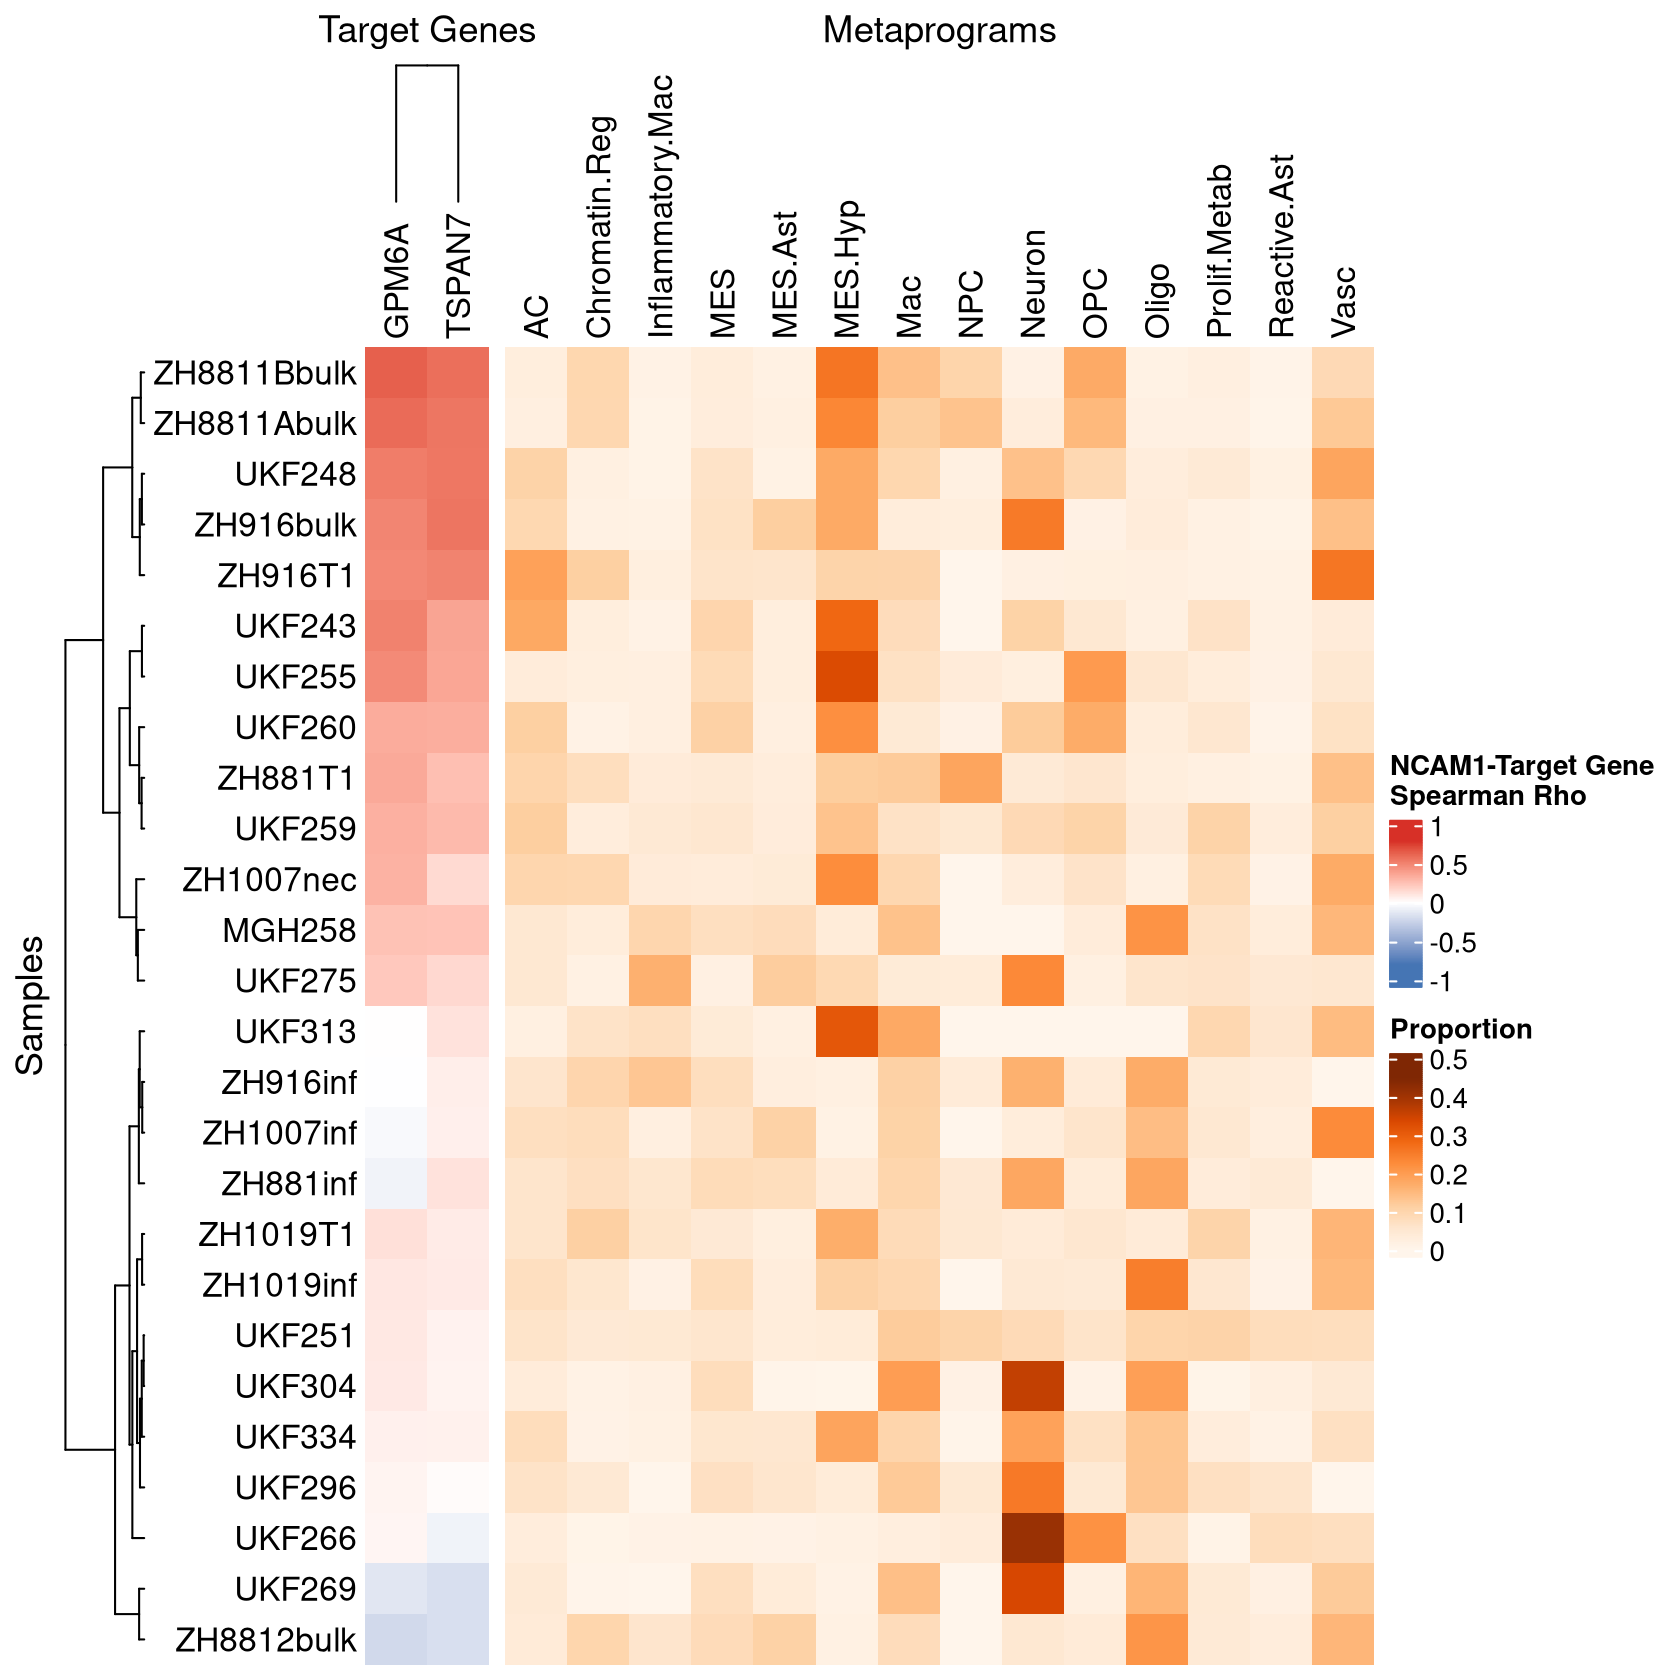 Target Genes
Metaprograms
GPM6A
TSPAN7
AC
Chromatin.Reg
Inflammatory.Mac
MES
MES.Ast
MES.Hyp
Mac
NPC
Neuron
OPC
Oligo
Prolif.Metab
Reactive.Ast
Vasc
Samples
ZH8811Bbulk
ZH8811Abulk
UKF248
ZH916bulk
ZH916T1
UKF243
UKF255
UKF260
ZH881T1
UKF259
ZH1007nec
MGH258
UKF275
UKF313
ZH916inf
ZH1007inf
ZH881inf
ZH1019T1
ZH1019inf
UKF251
UKF304
UKF334
UKF296
UKF266
UKF269
ZH8812bulk
NCAM1-Target Gene
Spearman Rho
1
0.5
0
-0.5
-1
Proportion
0.5
0.4
0.3
0.2
0.1
0